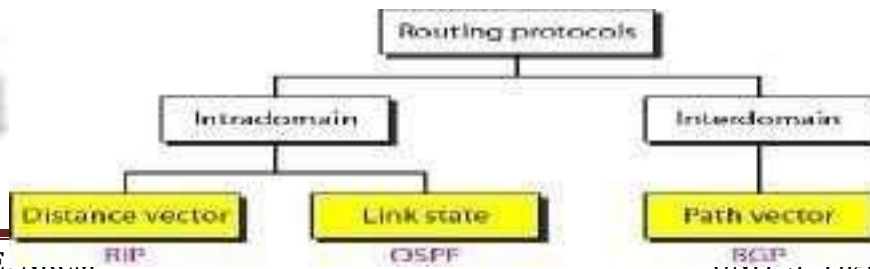 Routing protocols
Intradomain Interdomain
Distance vector Link state Path vector
RIP OSPF BGP